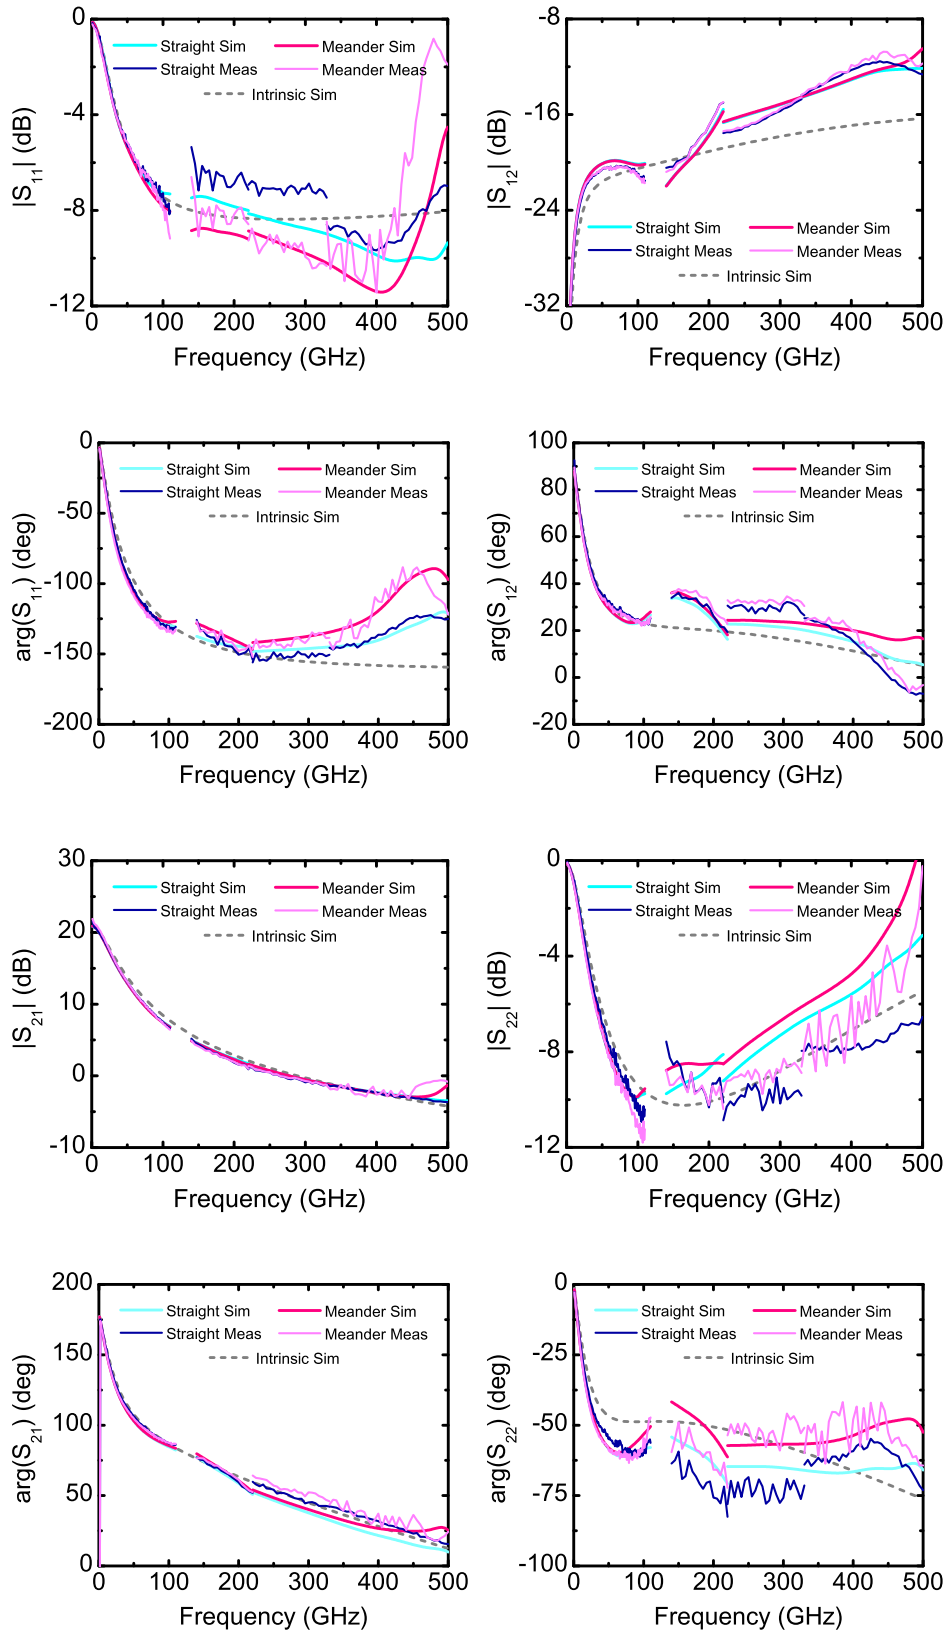 0
-4
-8
-12
|S11| (dB)
Straight Sim
Meander Sim
Straight Meas
Meander Meas
Intrinsic Sim
0 100 200 300 400 500
Frequency (GHz)
-8
-16
-24
-32
|S12| (dB)
Straight Sim
Meander Sim
Straight Meas
Meander Meas
Intrinsic Sim
0 100 200 300 400 500
Frequency (GHz)
0
-50
-100
-150
-200
arg(S11) (deg)
Straight Sim
Meander Sim
Straight Meas
Meander Meas
Intrinsic Sim
0 100 200 300 400 500
Frequency (GHz)
100
80
60
40
20
0
-20
arg(S12) (deg)
Straight Sim
Meander Sim
Straight Meas
Meander Meas
Intrinsic Sim
0 100 200 300 400 500
Frequency (GHz)
30
20
10
0
-10
|S21| (dB)
Straight Sim
Meander Sim
Straight Meas
Meander Meas
Intrinsic Sim
0 100 200 300 400 500
Frequency (GHz)
0
-4
-8
-12
|S22| (dB)
Straight Sim
Meander Sim
Straight Meas
Meander Meas
Intrinsic Sim
0 100 200 300 400 500
Frequency (GHz)
200
150
100
50
0
arg(S21) (deg)
Straight Sim
Meander Sim
Straight Meas
Meander Meas
Intrinsic Sim
0 100 200 300 400 500
Frequency (GHz)
0
-25
-50
-75
-100
arg(S22) (deg)
Straight Sim
Meander Sim
Straight Meas
Meander Meas
Intrinsic Sim
0 100 200 300 400 500
Frequency (GHz)